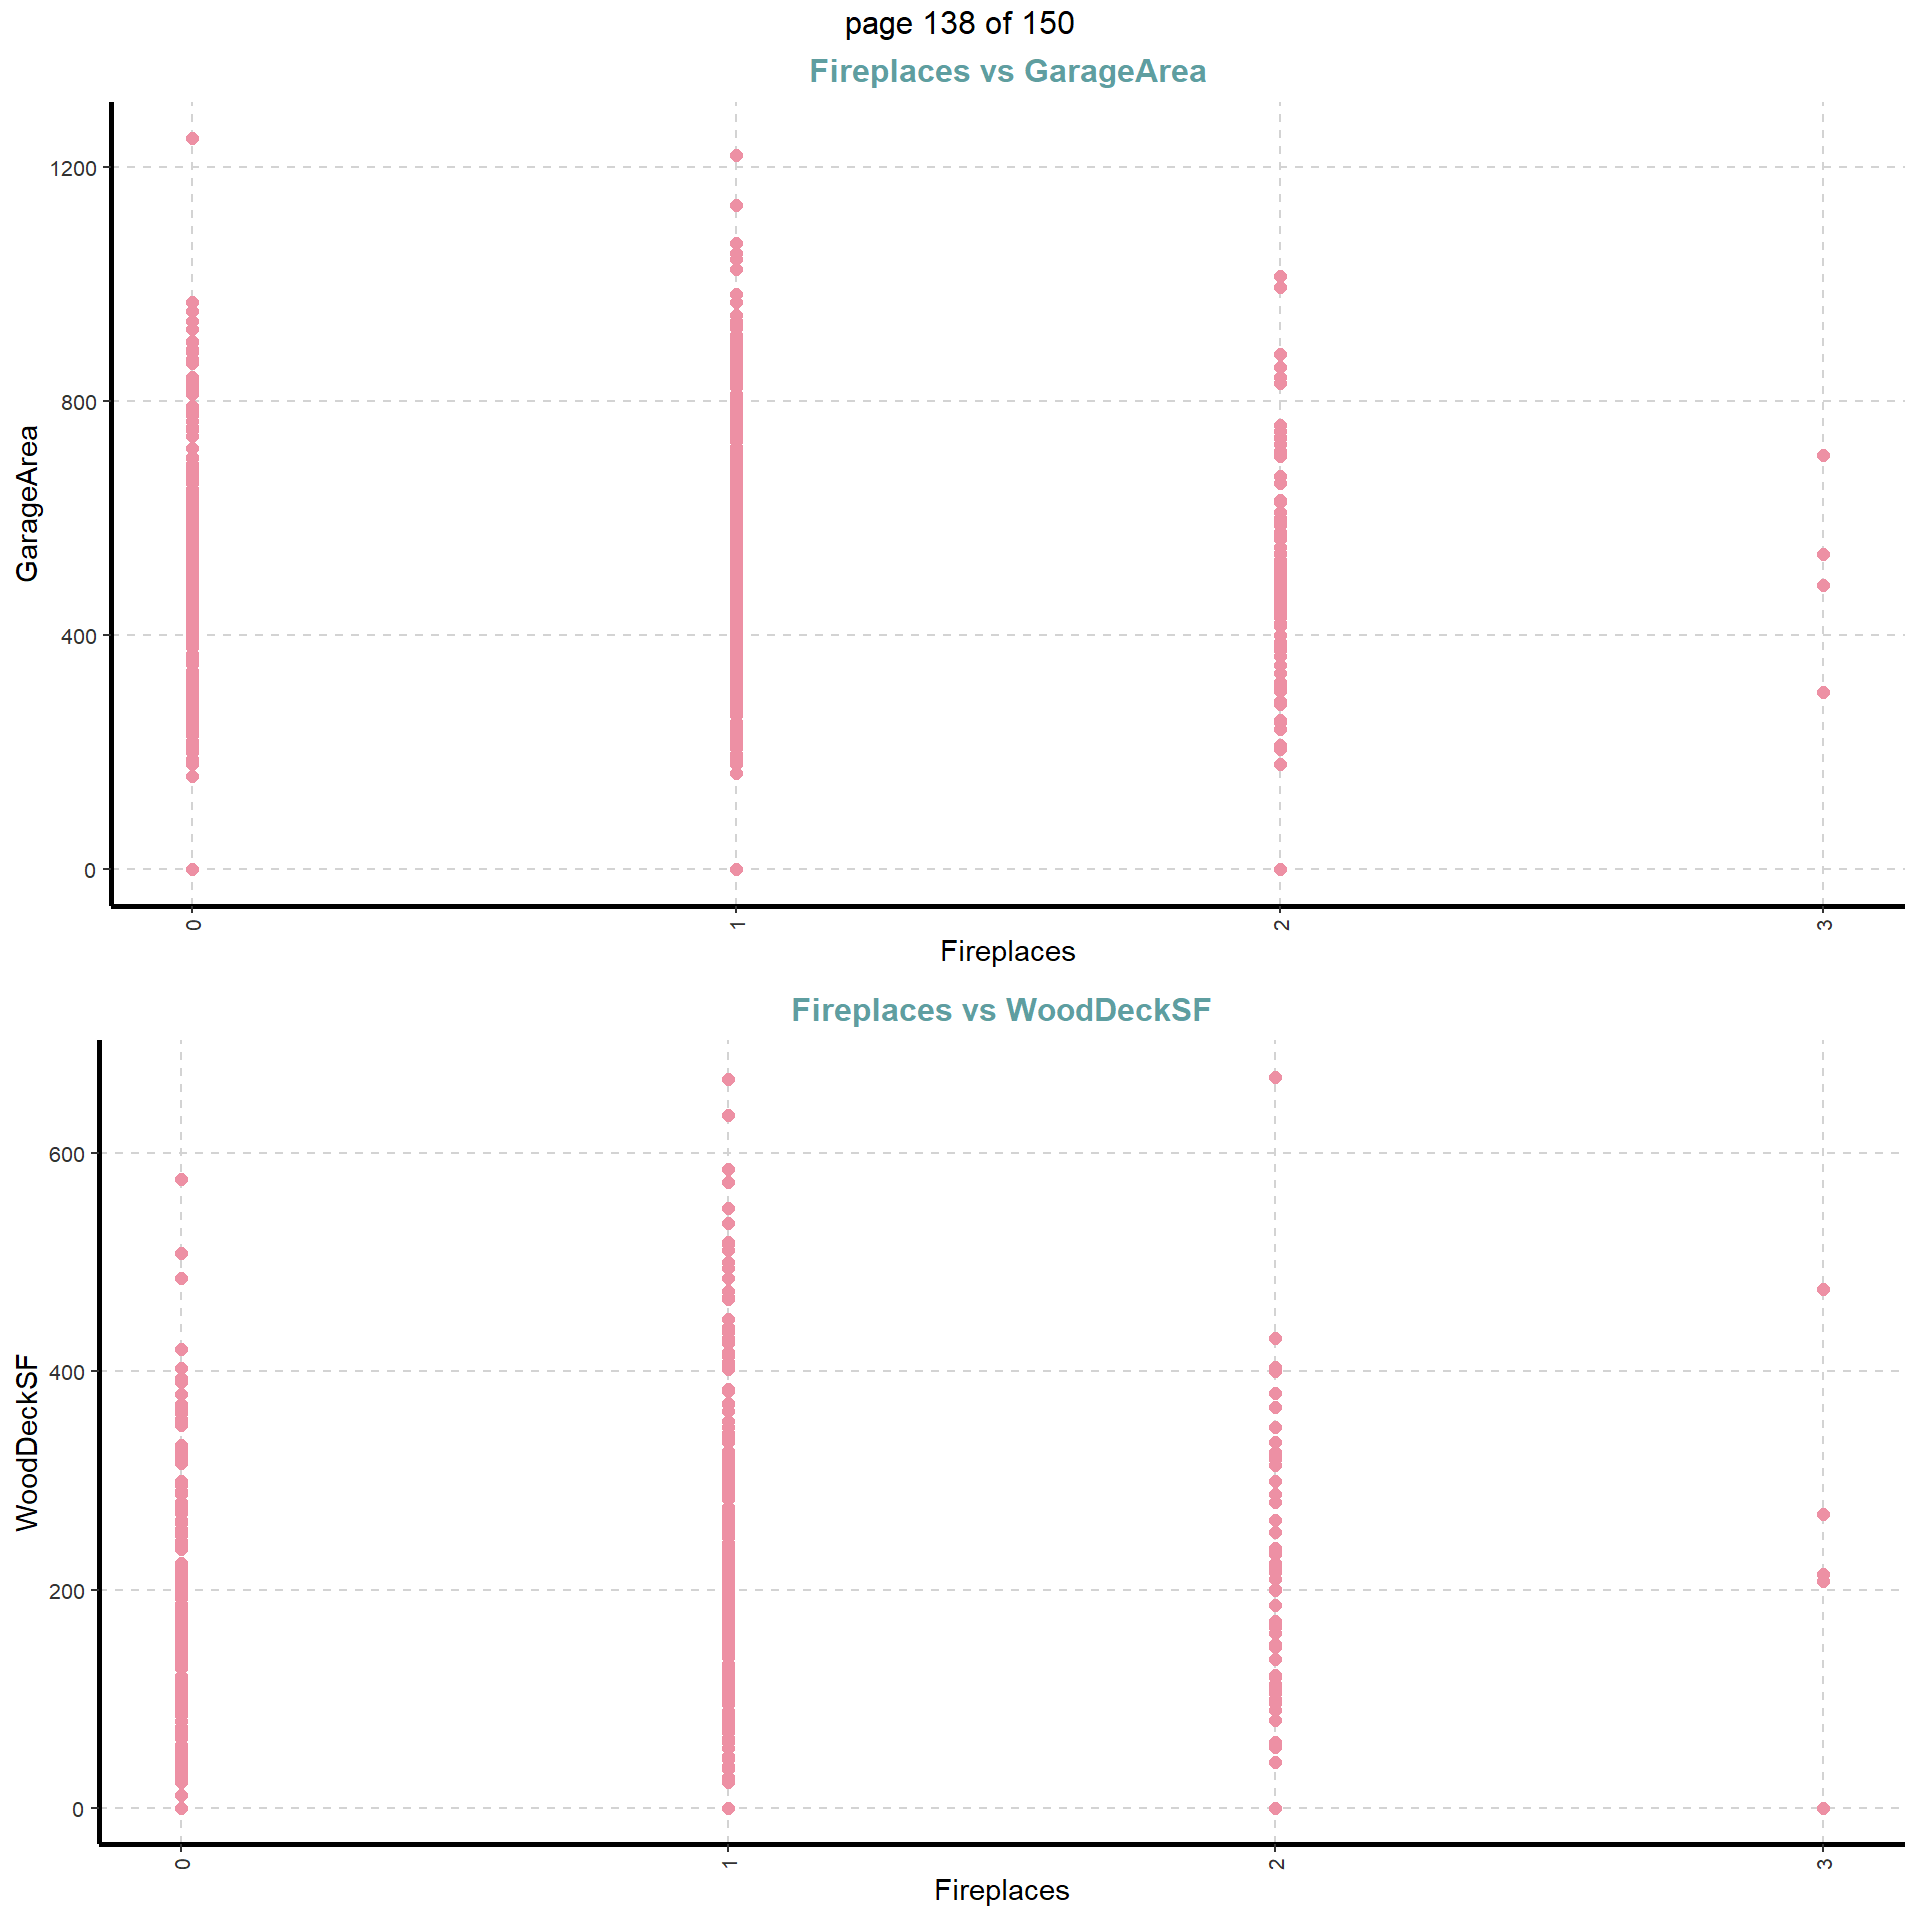 page 138 of 150
Fireplaces vs GarageArea
1200
800
400
0
GarageArea
0 1 2 3
Fireplaces
Fireplaces vs WoodDeckSF
600
400
200
0
WoodDeckSF
0 1 2 3
Fireplaces